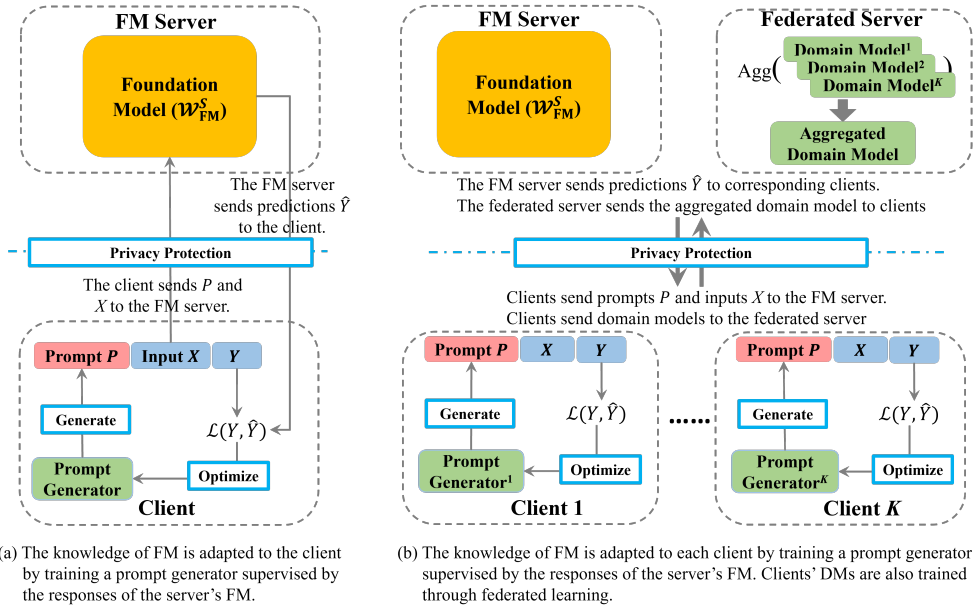 FM Server
Foundation
Model (𝒲ˢ_FM)
The FM server
sends predictions Ŷ
to the client.
Privacy Protection
The client sends P and
X to the FM server.
Prompt P
Input X
Y
Generate
ℒ(Y, Ŷ)
Prompt
Generator
Optimize
Client
(a) The knowledge of FM is adapted to the client
by training a prompt generator supervised by
the responses of the server's FM.
FM Server
Foundation
Model (𝒲ˢ_FM)
Federated Server
Agg(
Domain Model¹
Domain Model²
Domain Modelᴷ
)
Aggregated
Domain Model
The FM server sends predictions Ŷ to corresponding clients.
The federated server sends the aggregated domain model to clients
Privacy Protection
Clients send prompts P and inputs X to the FM server.
Clients send domain models to the federated server
Prompt P
X
Y
Generate
ℒ(Y, Ŷ)
Prompt
Generator¹
Optimize
Client 1
......
Prompt P
X
Y
Generate
ℒ(Y, Ŷ)
Prompt
Generatorᴷ
Optimize
Client K
(b) The knowledge of FM is adapted to each client by training a prompt generator
supervised by the responses of the server's FM. Clients' DMs are also trained
through federated learning.